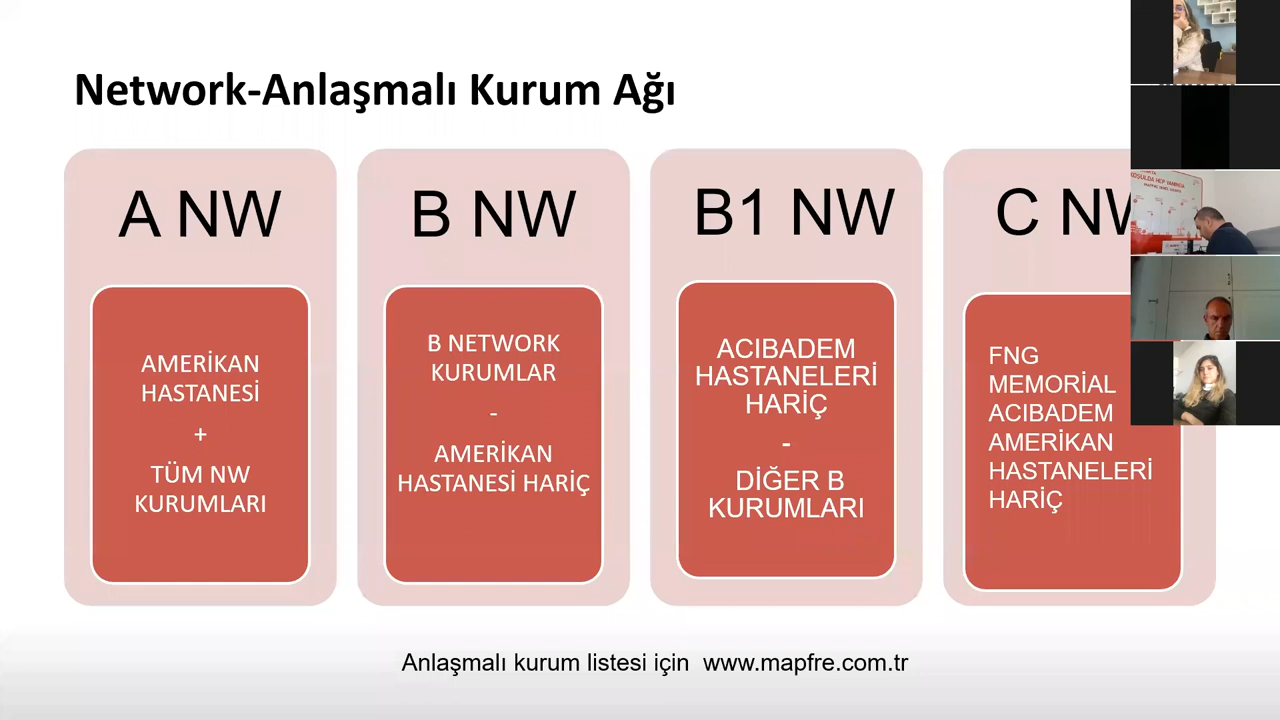 Network-Anlaşmalı Kurum Ağı
A NW
AMERİKAN
HASTANESİ
+
TÜM NW
KURUMLARI
B NW
B NETWORK
KURUMLAR
-
AMERİKAN
HASTANESİ HARİÇ
B1 NW
ACIBADEM
HASTANELERİ
HARİÇ
-
DİĞER B
KURUMLARI
C NW
FNG
MEMORİAL
ACIBADEM
AMERİKAN
HASTANELERİ
HARİÇ
Anlaşmalı kurum listesi için www.mapfre.com.tr